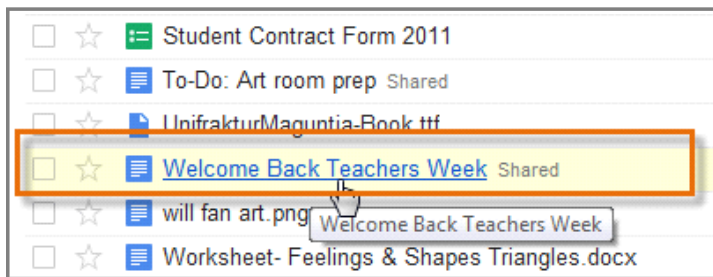 Student Contract Form 2011
To-Do: Art room prep Shared
UnifrakturMaguntia-Book.ttf
Welcome Back Teachers Week Shared
will fan art.png
Welcome Back Teachers Week
Worksheet- Feelings & Shapes Triangles.docx